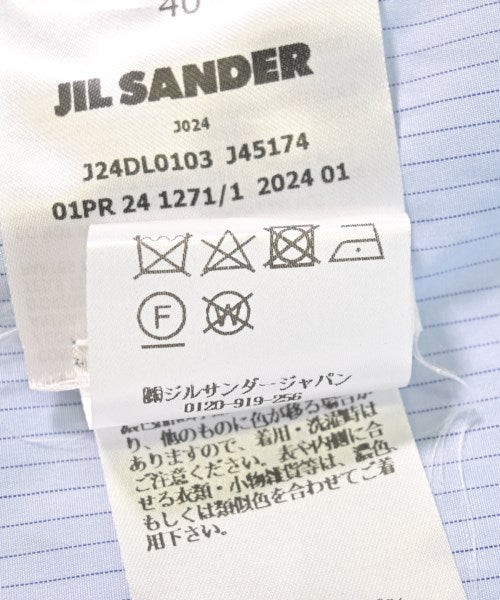 40
JIL SANDER
J024
J24DL0103 J45174
01PR 24 1271/1 2024 01
F
W
㈱ジルサンダージャパン
0120-919-256
り、他のものに色が移る場合が
ありますので、着用・洗濯時は
ご注意ください。表や内側に合
せる衣類・小物雑貨等は、濃色、
もしくは類似色を合わせてご着
用下さい。